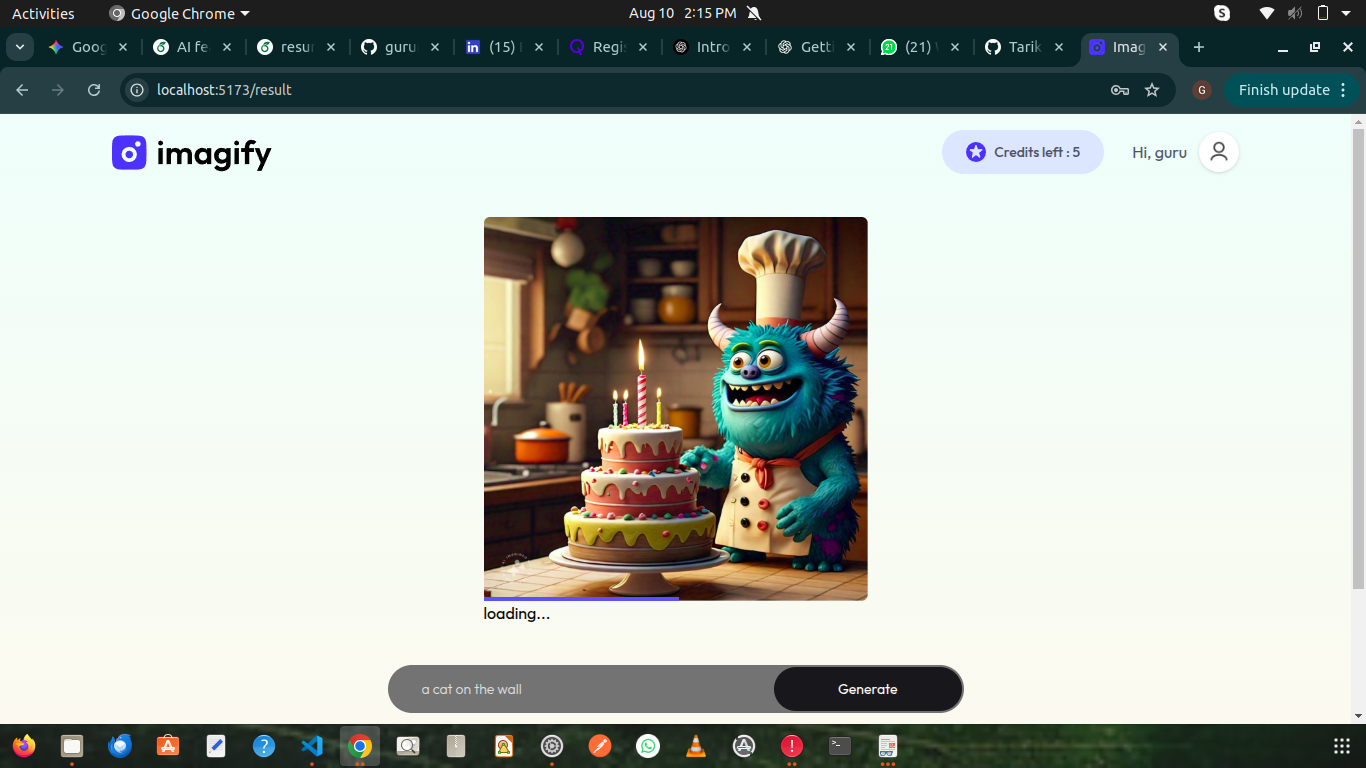 Activities
Google Chrome
Aug 10 2:15 PM
Goog
AI fe
resur
guru
(15)
Regi
Intro
Getti
(21)
Tarik
Imag
localhost:5173/result
G
Finish update
imagify
Credits left : 5
Hi, guru
loading...
a cat on the wall
Generate